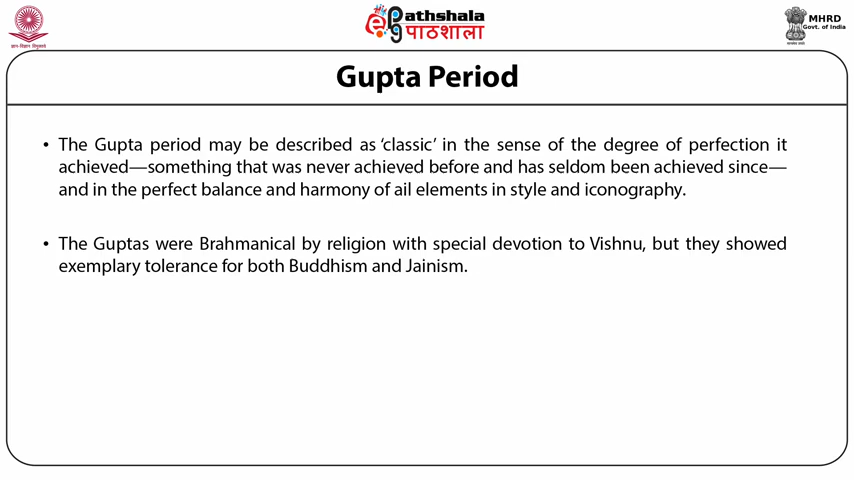 ePathshala
पाठशाला
MHRD
Govt. of India
Gupta Period
• The Gupta period may be described as ‘classic’ in the sense of the degree of perfection it
achieved—something that was never achieved before and has seldom been achieved since—
and in the perfect balance and harmony of ail elements in style and iconography.
• The Guptas were Brahmanical by religion with special devotion to Vishnu, but they showed
exemplary tolerance for both Buddhism and Jainism.